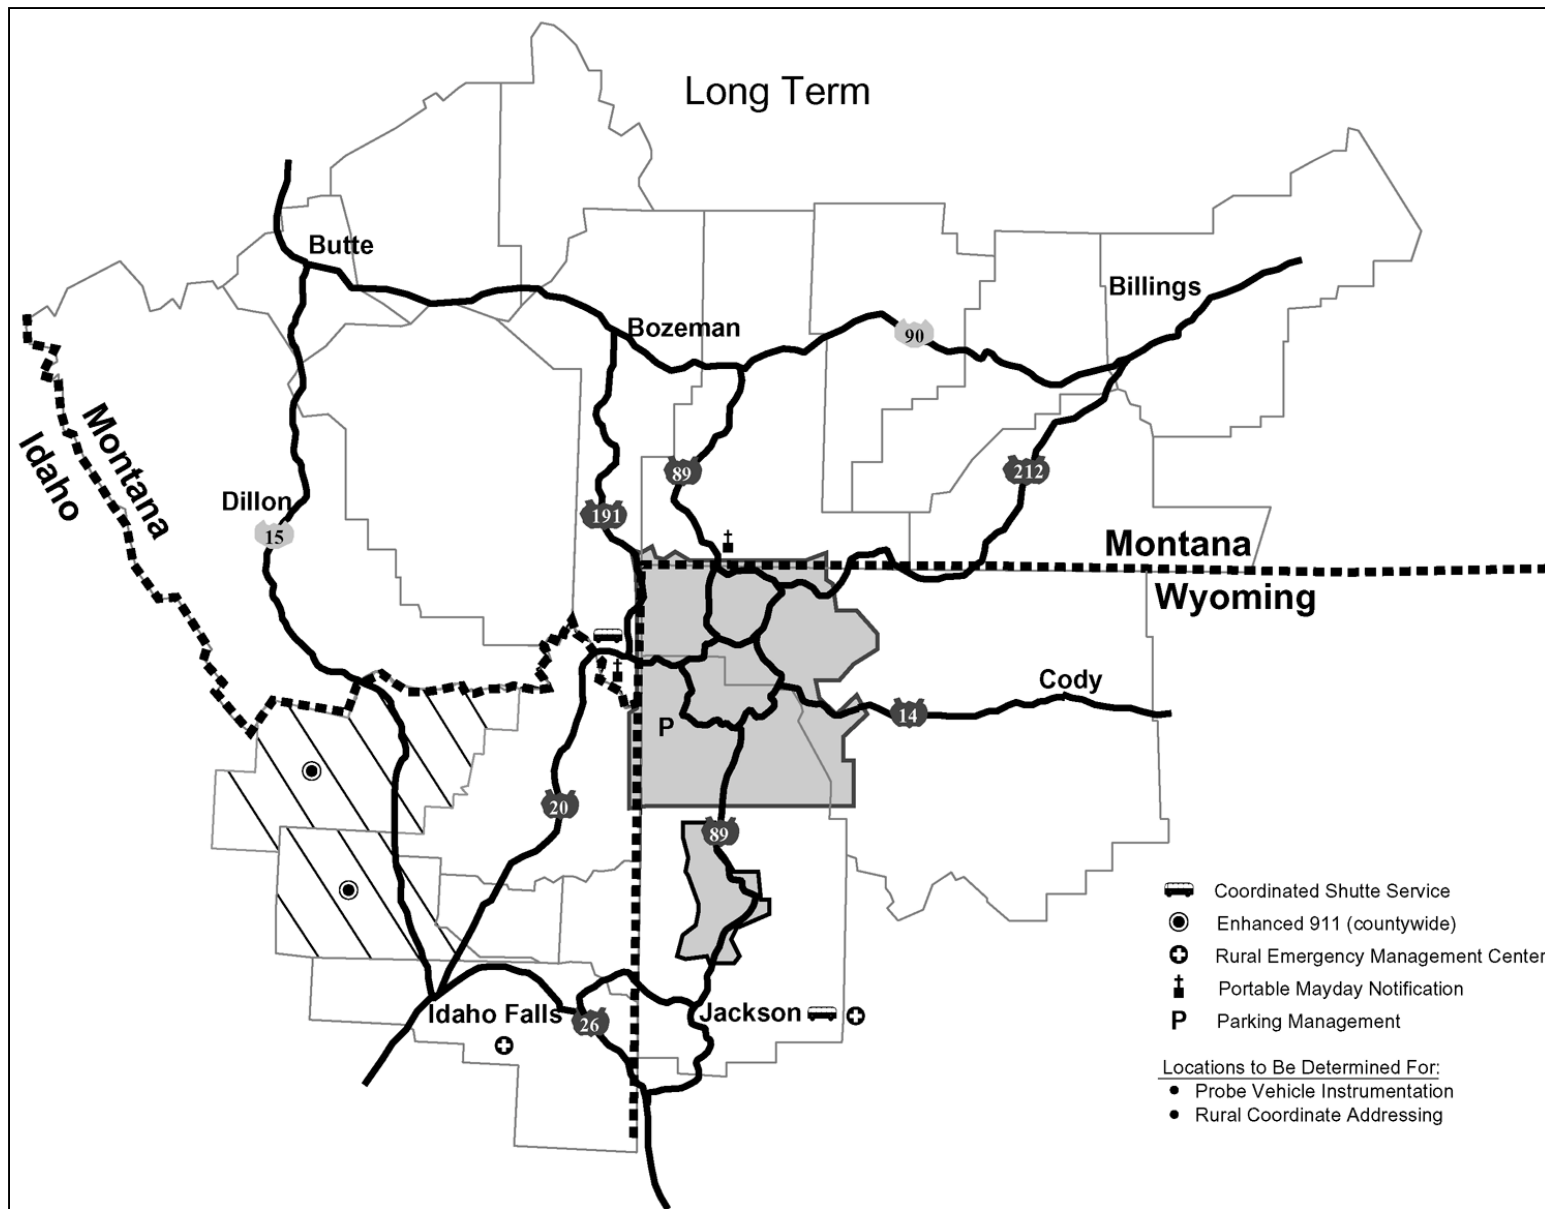 Long Term
Butte
Billings
Bozeman
90
Montana
Idaho
89
212
Dillon
191
15
Montana
Wyoming
Cody
14
P
20
89
Coordinated Shutte Service
Enhanced 911 (countywide)
Rural Emergency Management Center
Portable Mayday Notification
P Parking Management
Idaho Falls
26
Jackson
Locations to Be Determined For:
• Probe Vehicle Instrumentation
• Rural Coordinate Addressing